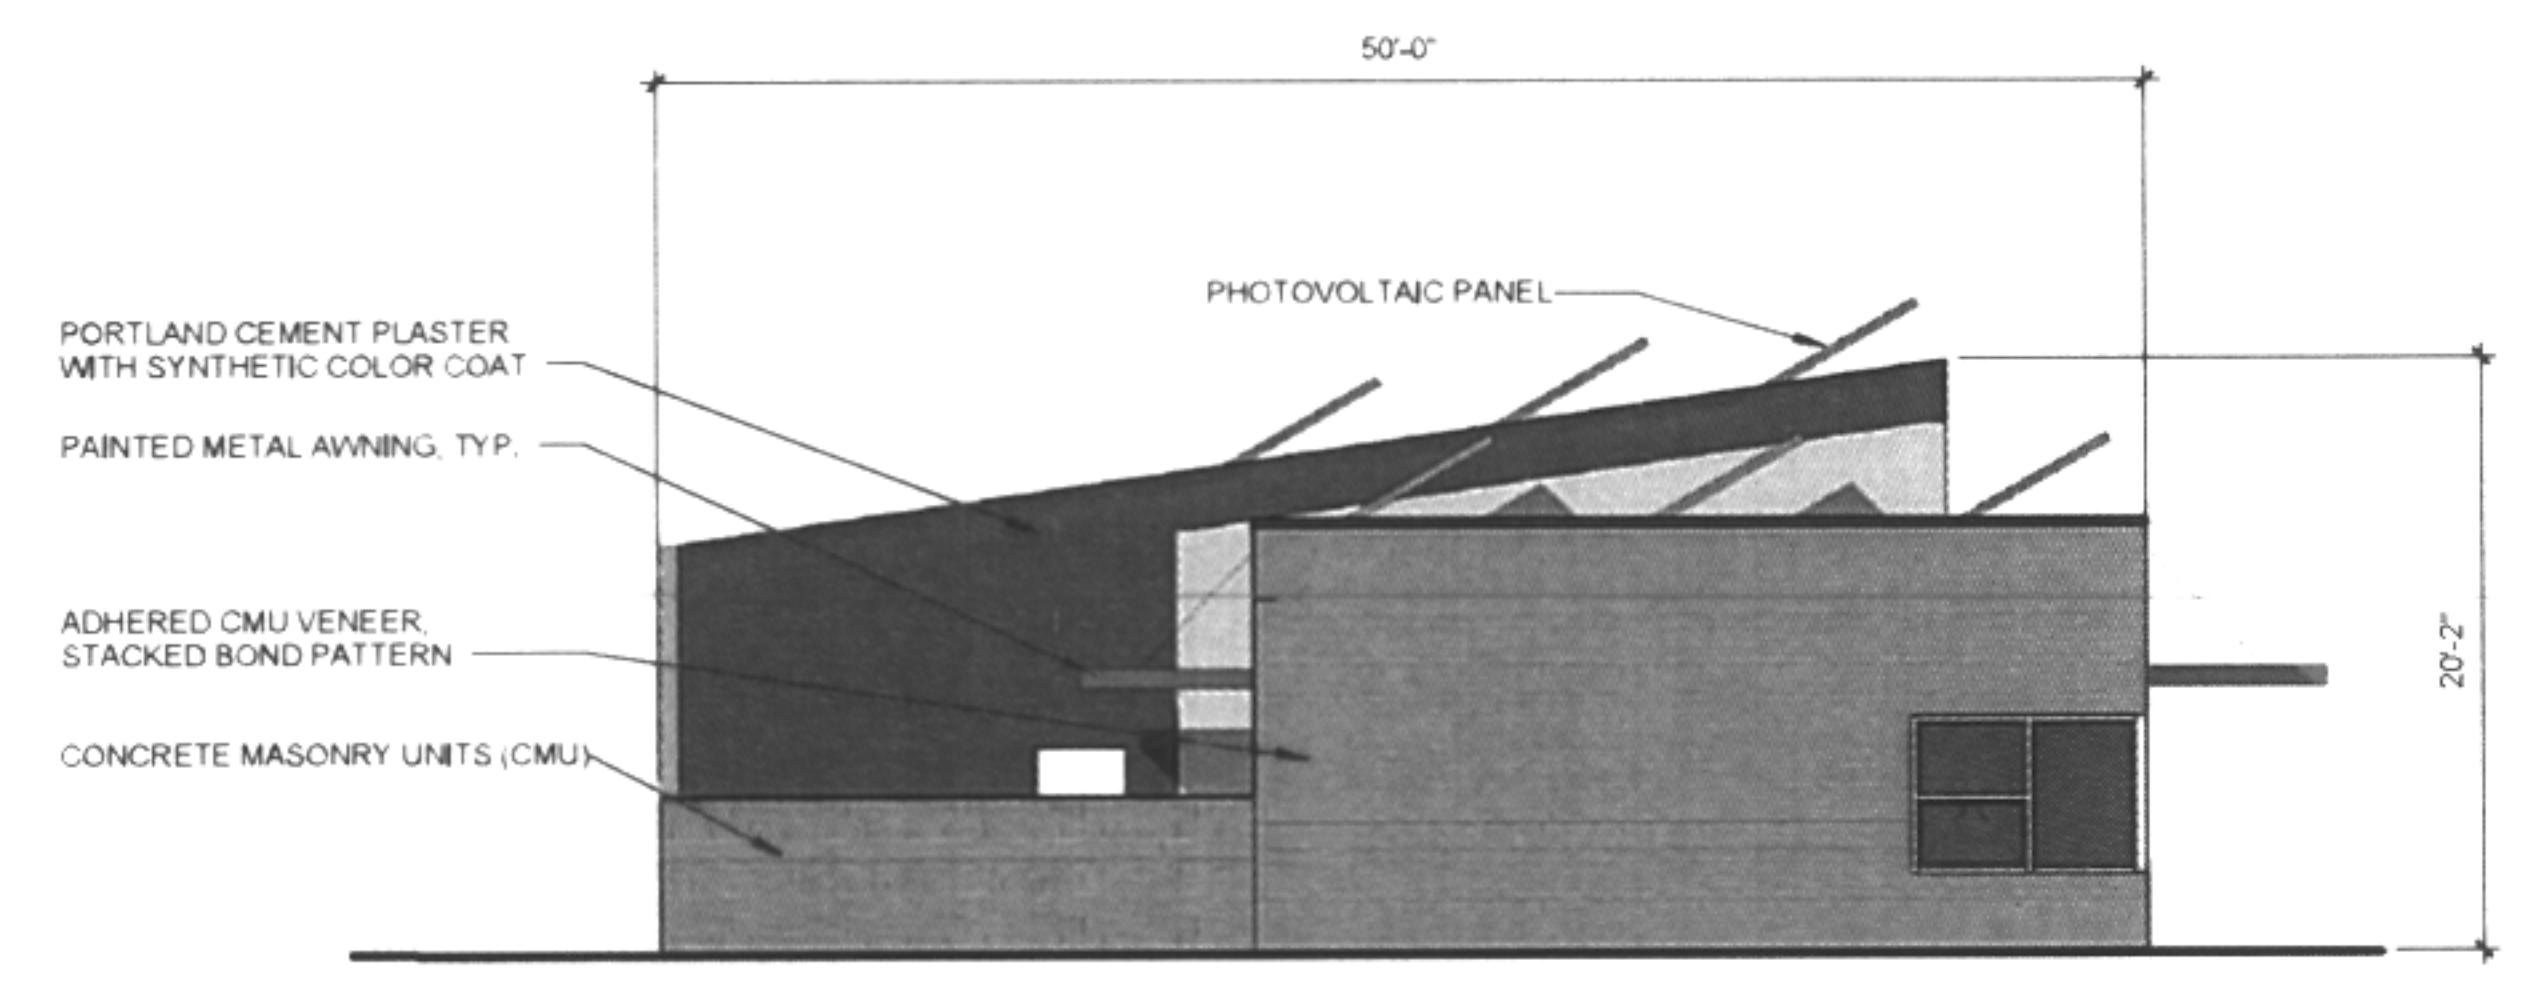 50'-0"
PHOTOVOLTAIC PANEL
PORTLAND CEMENT PLASTER
WITH SYNTHETIC COLOR COAT
PAINTED METAL AWNING, TYP.
ADHERED CMU VENEER,
STACKED BOND PATTERN
CONCRETE MASONRY UNITS (CMU)
20'-2"